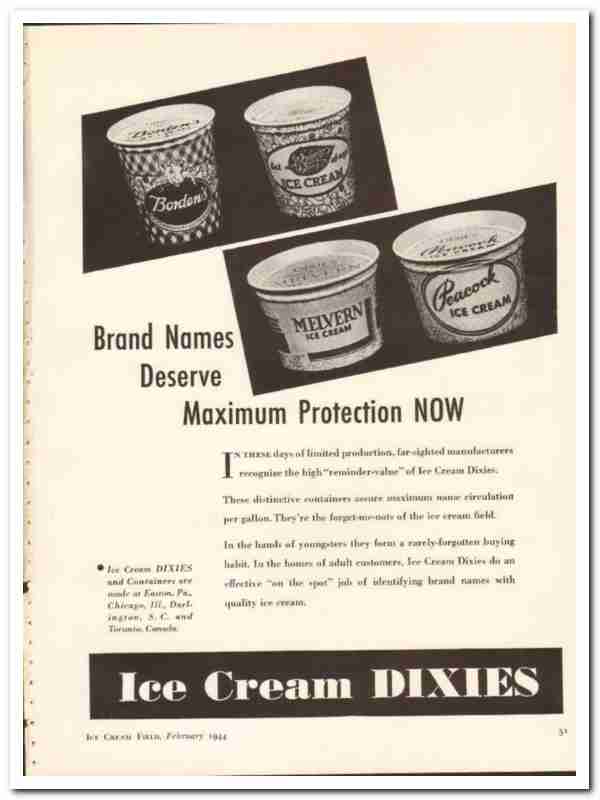 Borden's
Borden's
ICE CREAM
DIXIES
MELVERN
MELVERN
ICE CREAM
Peacock
ICE CREAM
Peacock
ICE CREAM
Brand Names
Deserve
Maximum Protection NOW
IN THESE days of limited production, far-sighted manufacturers
recognize the high "reminder-value" of Ice Cream Dixies.
These distinctive containers assure maximum name circulation
per gallon. They're the forget-me-nots of the ice cream field.
In the hands of youngsters they form a rarely-forgotten buying
habit. In the homes of adult customers, Ice Cream Dixies do an
effective "on the spot" job of identifying brand names with
quality ice cream.
• Ice Cream DIXIES
and Containers are
made at Easton, Pa.,
Chicago, Ill., Darl-
ington, S. C. and
Toronto, Canada.
Ice Cream DIXIES
ICE CREAM FIELD, February 1944
51